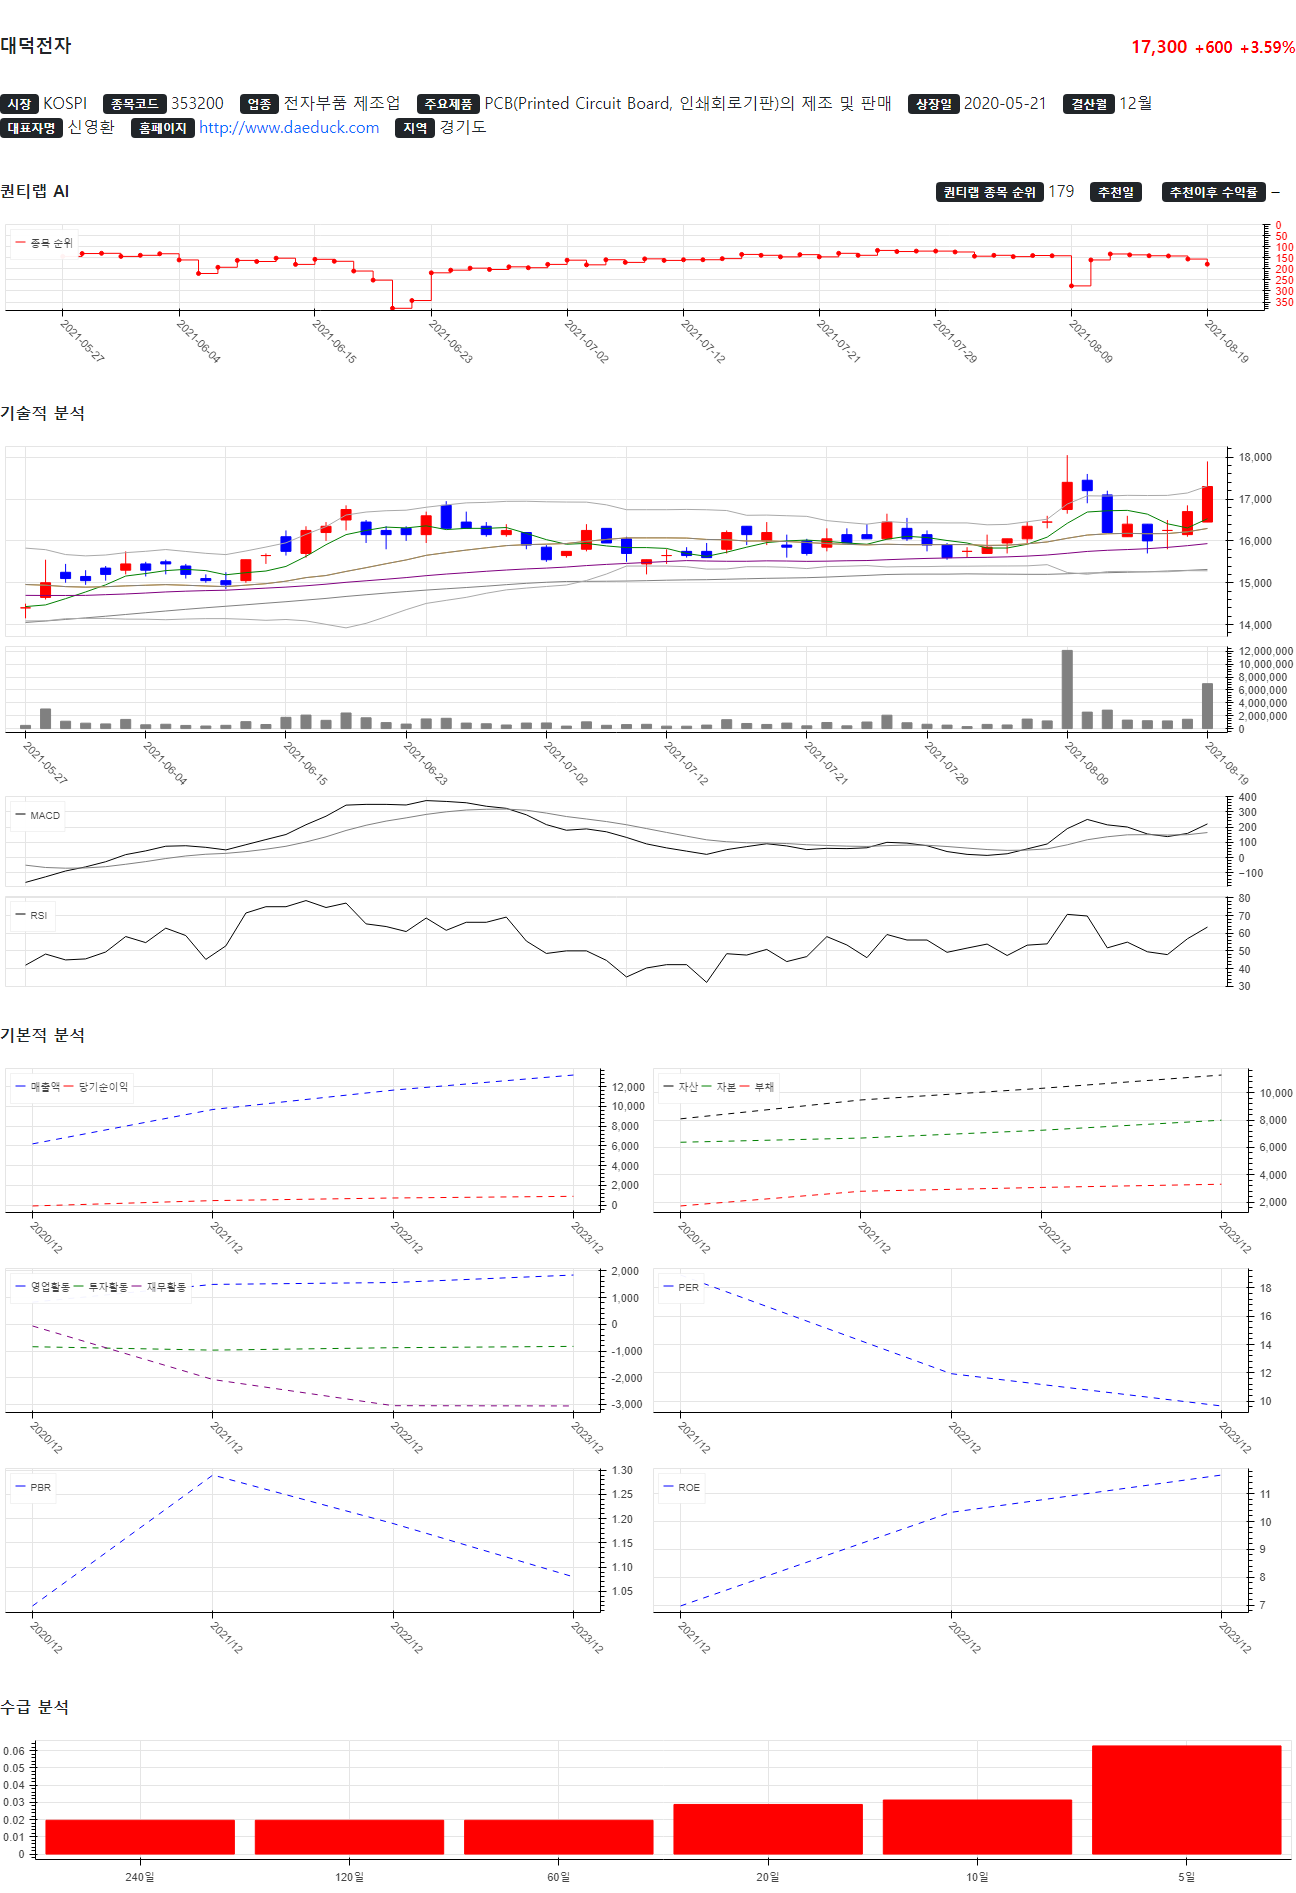 대덕전자
17,300 +600 +3.59%
시장 KOSPI 종목코드 353200 업종 전자부품 제조업 주요제품 PCB(Printed Circuit Board, 인쇄회로기판)의 제조 및 판매 상장일 2020-05-21 결산월 12월
대표자명 신영환 홈페이지 http://www.daeduck.com 지역 경기도
퀀티랩 AI
퀀티랩 종목 순위 179 추천일 추천이후 수익률 –
종목 순위
0
50
100
150
200
250
300
350
2021-05-27 2021-06-04 2021-06-15 2021-06-23 2021-07-02 2021-07-12 2021-07-21 2021-07-29 2021-08-09 2021-08-19
기술적 분석
18,000
17,000
16,000
15,000
14,000
12,000,000
10,000,000
8,000,000
6,000,000
4,000,000
2,000,000
0
2021-05-27 2021-06-04 2021-06-15 2021-06-23 2021-07-02 2021-07-12 2021-07-21 2021-07-29 2021-08-09 2021-08-19
MACD
400
300
200
100
0
−100
RSI
80
70
60
50
40
30
기본적 분석
매출액 당기순이익
12,000
10,000
8,000
6,000
4,000
2,000
0
2020/12 2021/12 2022/12 2023/12
자산 자본 부채
10,000
8,000
6,000
4,000
2,000
2020/12 2021/12 2022/12 2023/12
영업활동 투자활동 재무활동
2,000
1,000
0
-1,000
-2,000
-3,000
2020/12 2021/12 2022/12 2023/12
PER
18
16
14
12
10
2021/12 2022/12 2023/12
PBR
1.30
1.25
1.20
1.15
1.10
1.05
2020/12 2021/12 2022/12 2023/12
ROE
11
10
9
8
7
2021/12 2022/12 2023/12
수급 분석
0.06
0.05
0.04
0.03
0.02
0.01
0
240일 120일 60일 20일 10일 5일